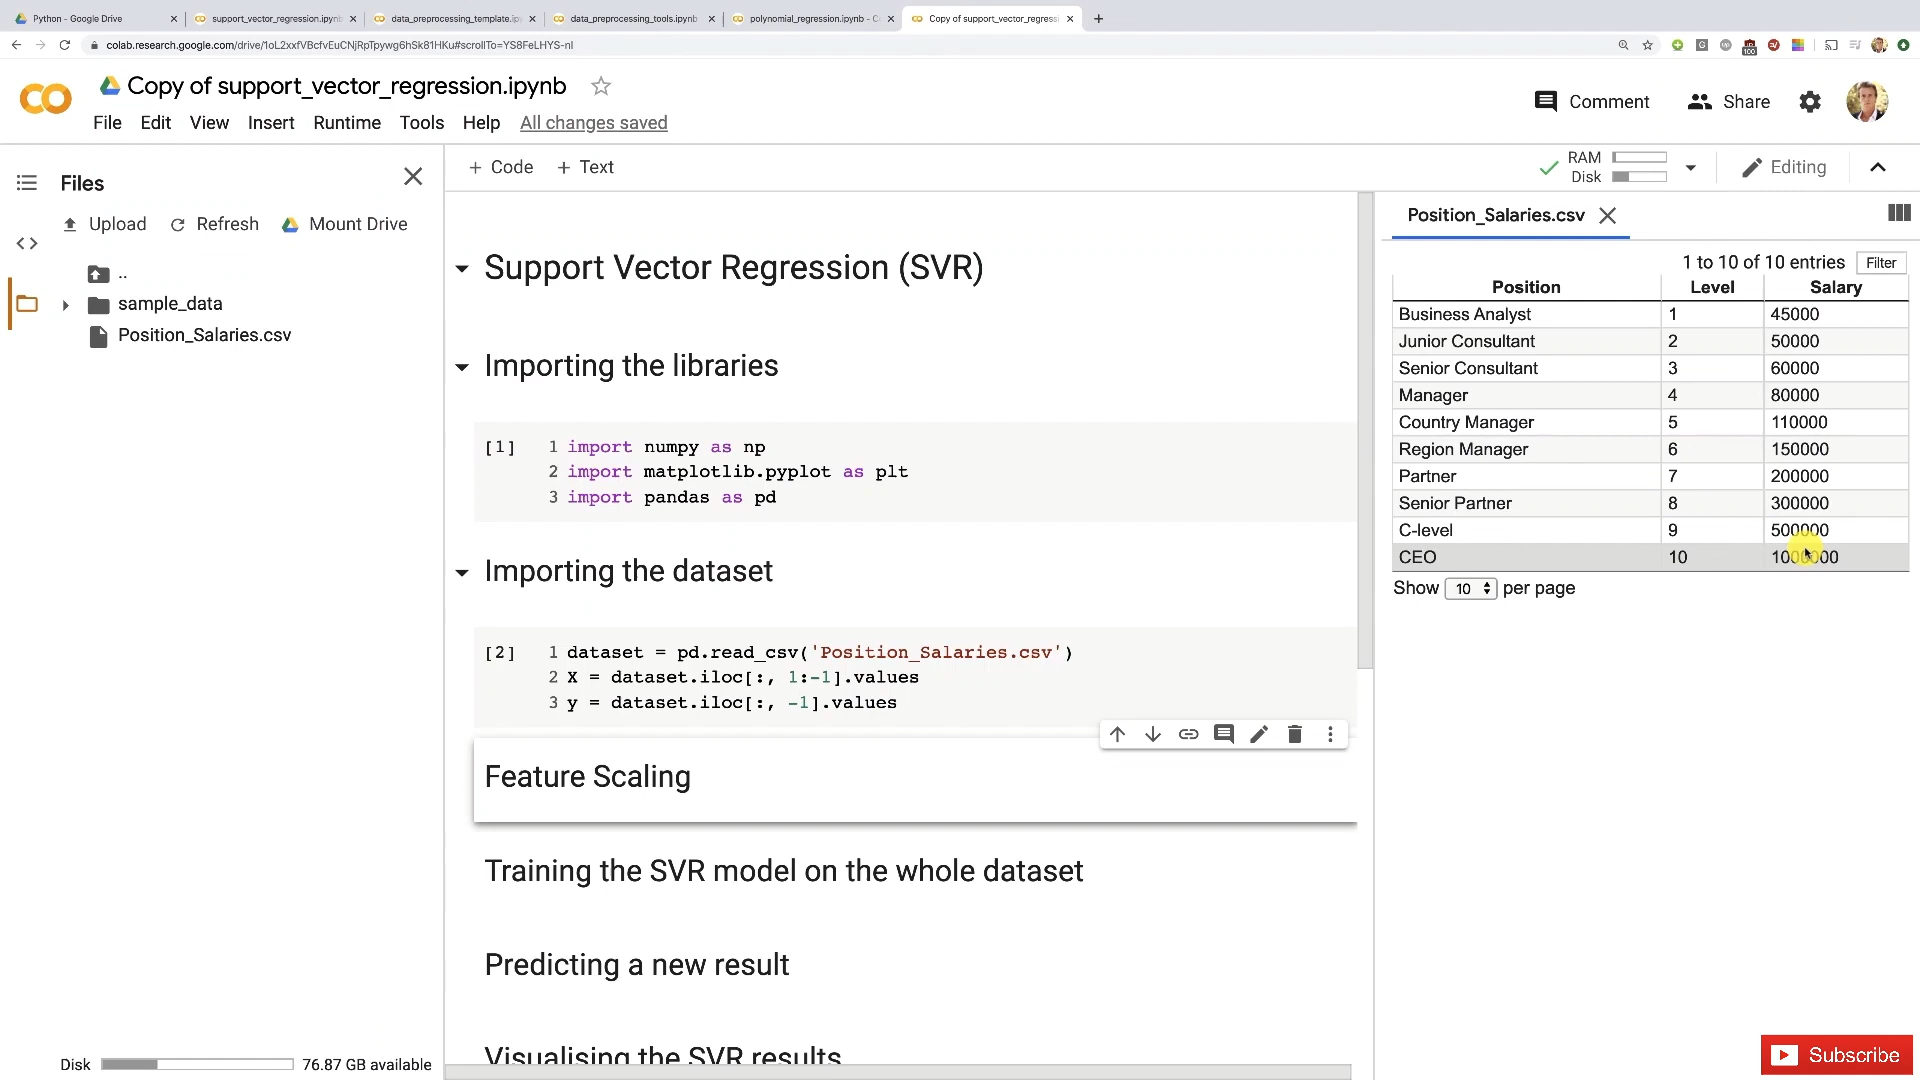 Python - Google Drive
support_vector_regression.ipynb
data_preprocessing_template.ip
data_preprocessing_tools.ipynb
polynomial_regression.ipynb - C
Copy of support_vector_regress
colab.research.google.com/drive/1oL2xxfVBcfvEuCNjRpTpywg6hSk81HKu#scrollTo=YS8FeLHYS-nI
Copy of support_vector_regression.ipynb
File Edit View Insert Runtime Tools Help All changes saved
Comment
Share
Files
Upload Refresh Mount Drive
..
sample_data
Position_Salaries.csv
Disk 76.87 GB available
+ Code + Text
RAM
Disk
Editing
Support Vector Regression (SVR)
Importing the libraries
[1] 1 import numpy as np
2 import matplotlib.pyplot as plt
3 import pandas as pd
Importing the dataset
[2] 1 dataset = pd.read_csv('Position_Salaries.csv')
2 X = dataset.iloc[:, 1:-1].values
3 y = dataset.iloc[:, -1].values
Feature Scaling
Training the SVR model on the whole dataset
Predicting a new result
Visualising the SVR results
Position_Salaries.csv
1 to 10 of 10 entries Filter
Position Level Salary
Business Analyst 1 45000
Junior Consultant 2 50000
Senior Consultant 3 60000
Manager 4 80000
Country Manager 5 110000
Region Manager 6 150000
Partner 7 200000
Senior Partner 8 300000
C-level 9 500000
CEO 10 1000000
Show 10 per page
Subscribe